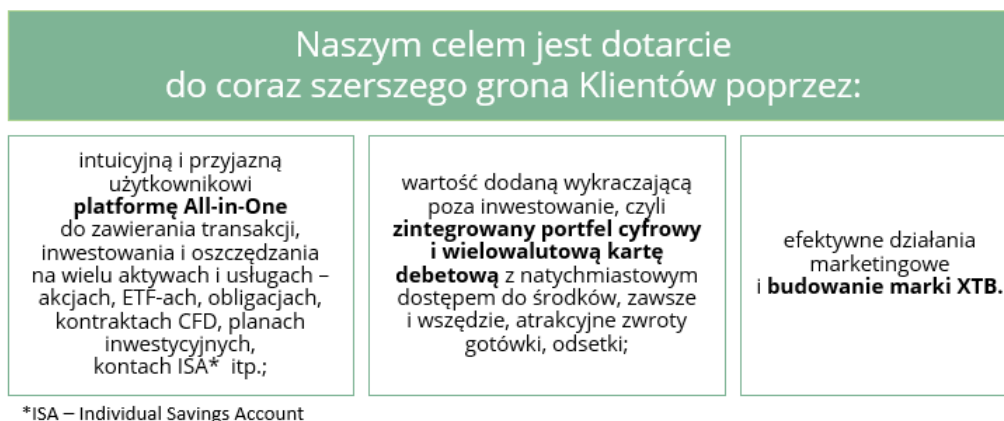 Naszym celem jest dotarcie
do coraz szerszego grona Klientów poprzez:
intuicyjną i przyjazną
użytkownikowi
platformę All-in-One
do zawierania transakcji,
inwestowania i oszczędzania
na wielu aktywach i usługach –
akcjach, ETF-ach, obligacjach,
kontraktach CFD, planach
inwestycyjnych,
kontach ISA* itp.;
wartość dodaną wykraczającą
poza inwestowanie, czyli
zintegrowany portfel cyfrowy
i wielowalutową kartę
debetową z natychmiastowym
dostępem do środków, zawsze
i wszędzie, atrakcyjne zwroty
gotówki, odsetki;
efektywne działania
marketingowe
i budowanie marki XTB.
*ISA – Individual Savings Account